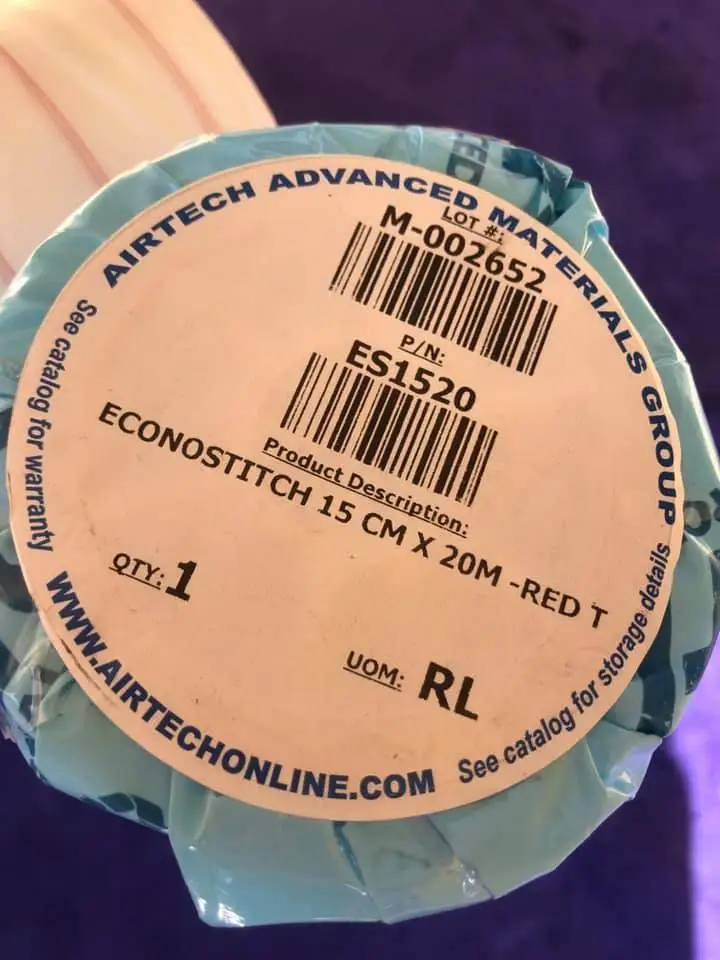 AIRTECH ADVANCED MATERIALS GROUP
LOT #:
M-002652
P/N:
ES1520
Product Description:
ECONOSTITCH 15 CM X 20M -RED T
QTY: 1
UOM: RL
See catalog for warranty
WWW.AIRTECHONLINE.COM
See catalog for storage details